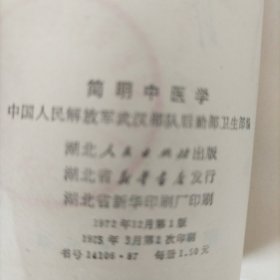 简明中医学
中国人民解放军武汉部队后勤部卫生部编
湖北人民出版社出版
湖北省新华书店发行
湖北省新华印刷厂印刷
1972年12月第1版
1975年3月第2次印刷
书号14106·87 每册1.50元